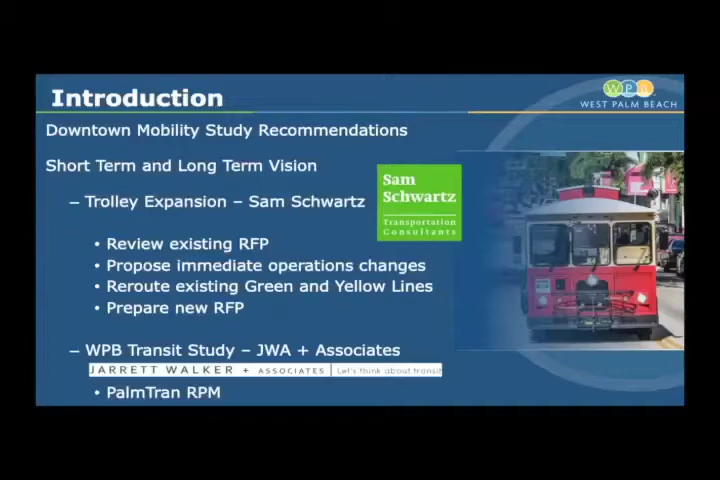 Introduction
WPB
WEST PALM BEACH
Downtown Mobility Study Recommendations
Short Term and Long Term Vision
– Trolley Expansion – Sam Schwartz
Sam
Schwartz
Transportation
Consultants
• Review existing RFP
• Propose immediate operations changes
• Reroute existing Green and Yellow Lines
• Prepare new RFP
– WPB Transit Study – JWA + Associates
JARRETT WALKER + ASSOCIATES | Let's think about transit
• PalmTran RPM